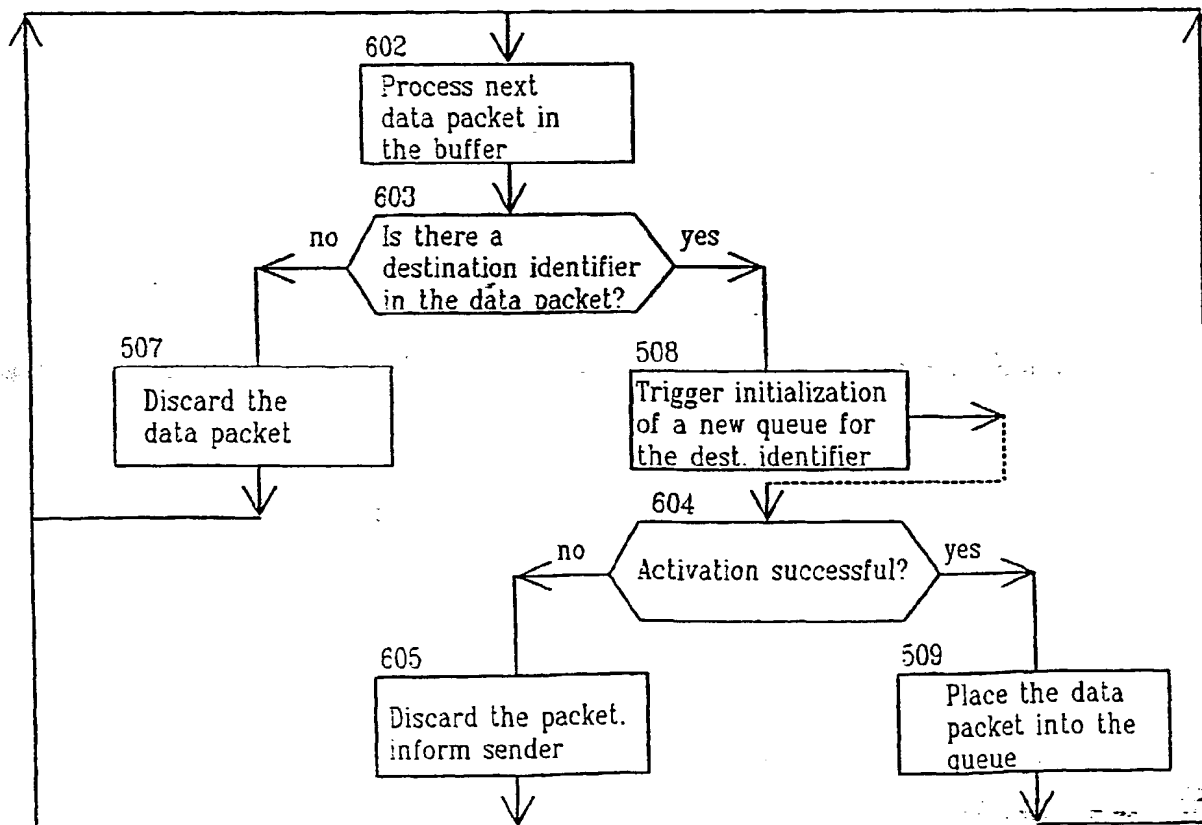 602
Process next
data packet in
the buffer
603
no
Is there a
destination identifier
in the data packet?
yes
507
Discard the
data packet
508
Trigger initialization
of a new queue for
the dest. identifier
604
no
Activation successful?
yes
605
Discard the packet.
inform sender
509
Place the data
packet into the
queue